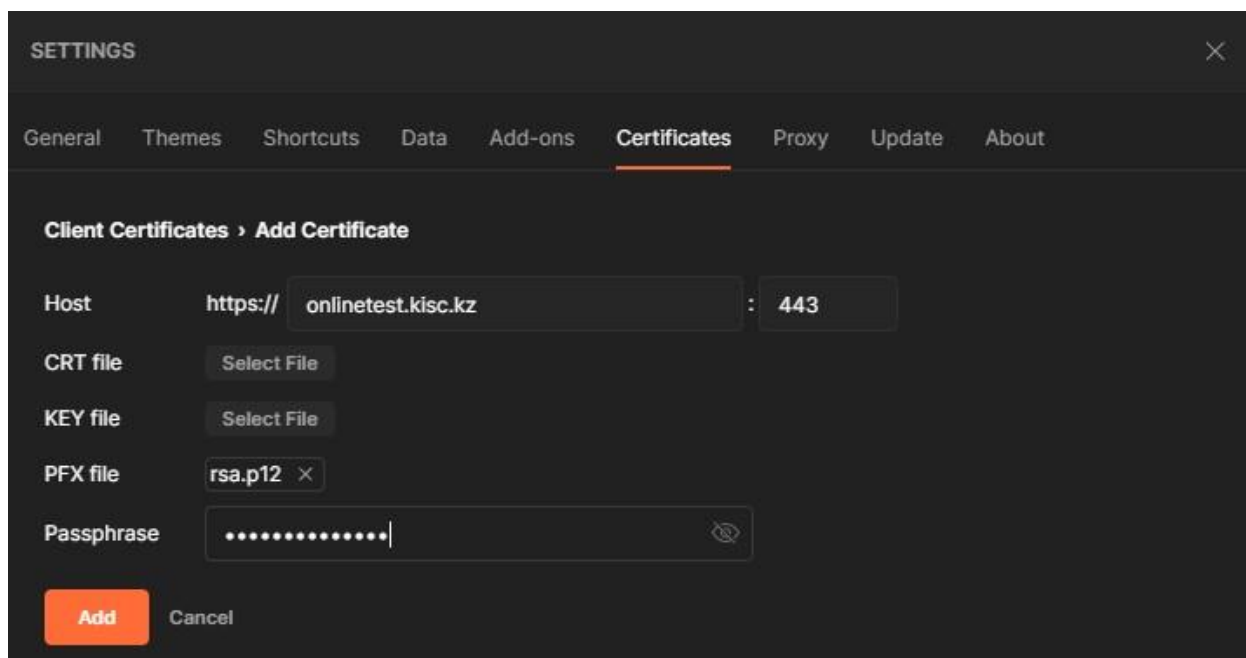 SETTINGS
General Themes Shortcuts Data Add-ons Certificates Proxy Update About
Client Certificates › Add Certificate
Host https:// onlinetest.kisc.kz : 443
CRT file Select File
KEY file Select File
PFX file rsa.p12
Passphrase ••••••••••••••
Add Cancel